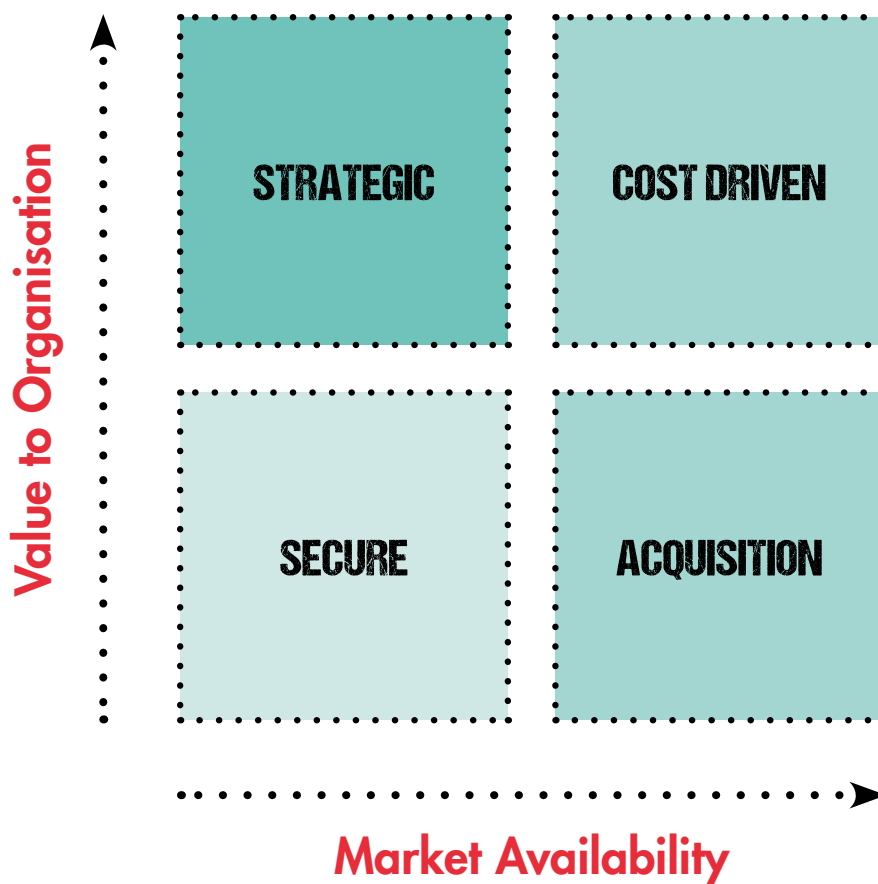 Value to Organisation
STRATEGIC
COST DRIVEN
SECURE
ACQUISITION
Market Availability